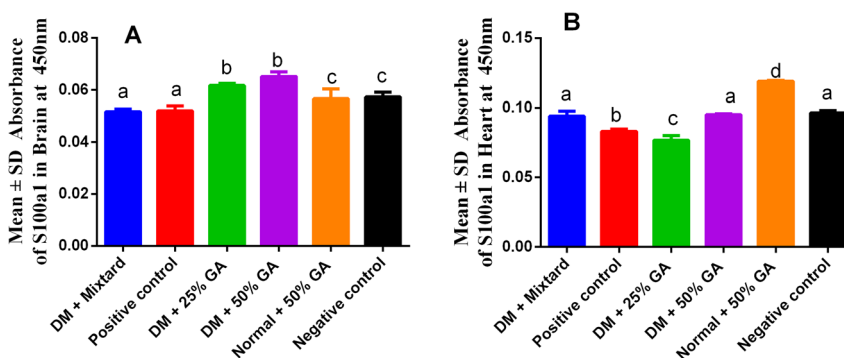 A
Mean ± SD Absorbance
of S100a1 in Brain at 450nm
0.08
0.06
0.04
0.02
0.00
a
a
b
b
c
c
DM + Mixtard
Positive control
DM + 25% GA
DM + 50% GA
Normal + 50% GA
Negative control
B
Mean ± SD Absorbance
of S100a1 in Heart at 450nm
0.15
0.10
0.05
0.00
a
b
c
a
d
a
DM + Mixtard
Positive control
DM + 25% GA
DM + 50% GA
Normal + 50% GA
Negative control